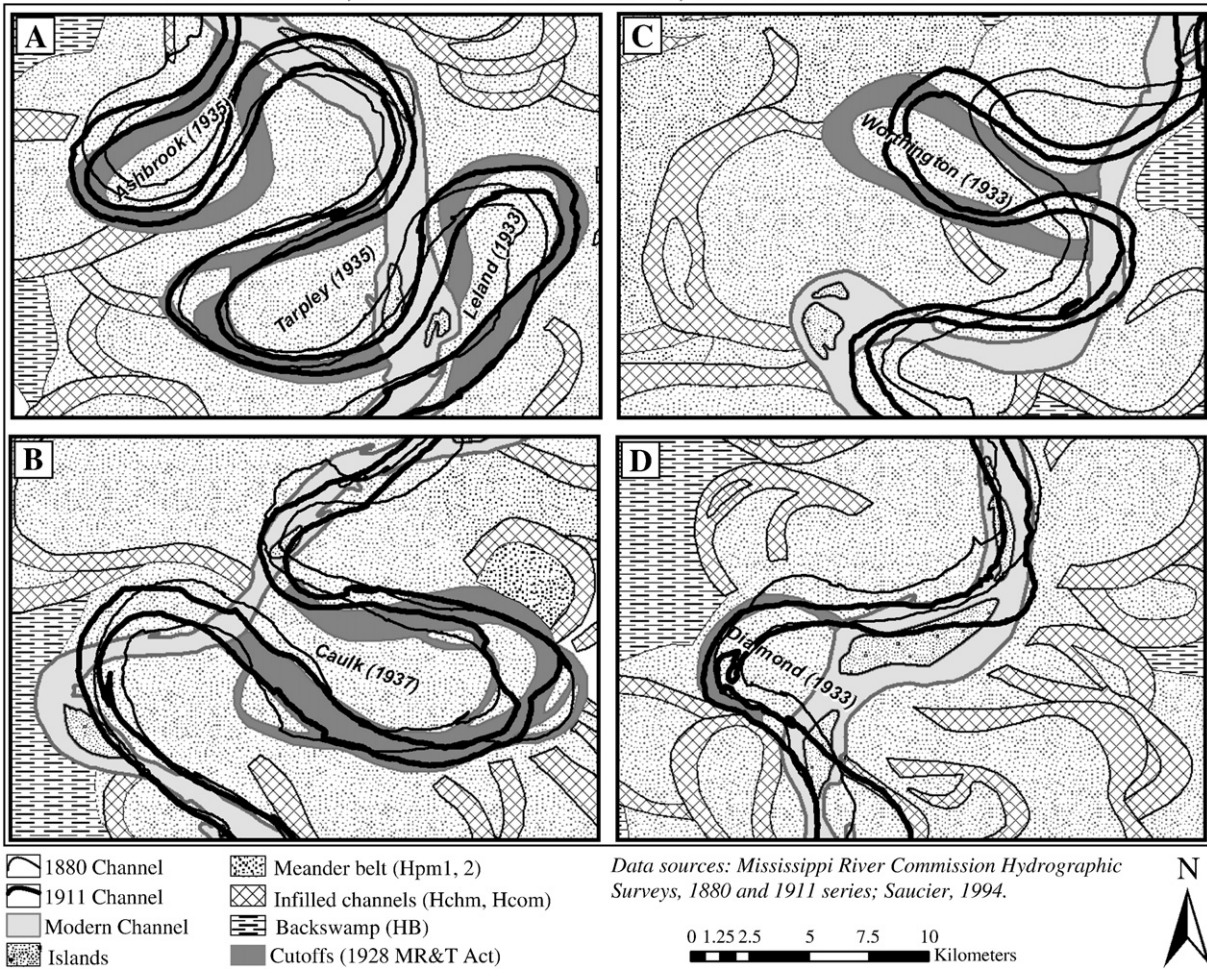 A
Ashbrook (1935)
Tarpley (1935)
Leland (1933)
C
Worthington (1933)
B
Caulk (1937)
D
Diamond (1933)
1880 Channel
1911 Channel
Modern Channel
Islands
Meander belt (Hpm1, 2)
Infilled channels (Hchm, Hcom)
Backswamp (HB)
Cutoffs (1928 MR&T Act)
Data sources: Mississippi River Commission Hydrographic
Surveys, 1880 and 1911 series; Saucier, 1994.
0 1.25 2.5 5 7.5 10
Kilometers
N